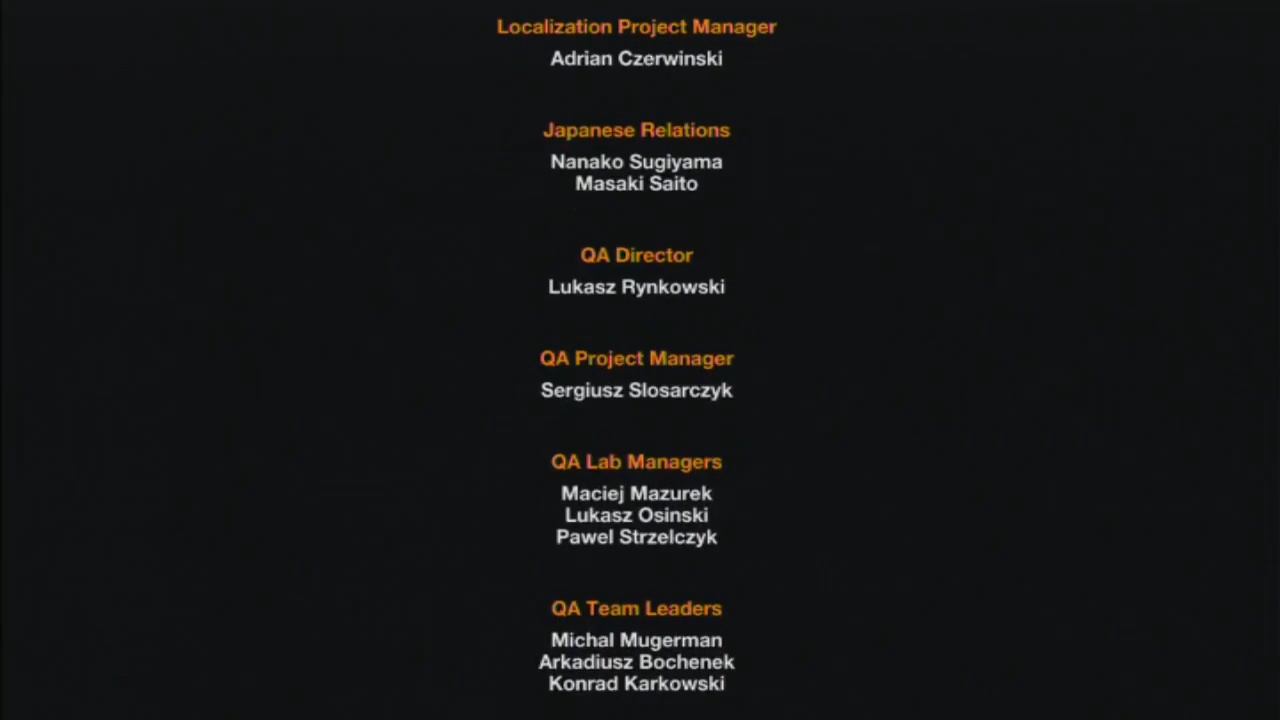 Localization Project Manager
Adrian Czerwinski
Japanese Relations
Nanako Sugiyama
Masaki Saito
QA Director
Lukasz Rynkowski
QA Project Manager
Sergiusz Slosarczyk
QA Lab Managers
Maciej Mazurek
Lukasz Osinski
Pawel Strzelczyk
QA Team Leaders
Michal Mugerman
Arkadiusz Bochenek
Konrad Karkowski